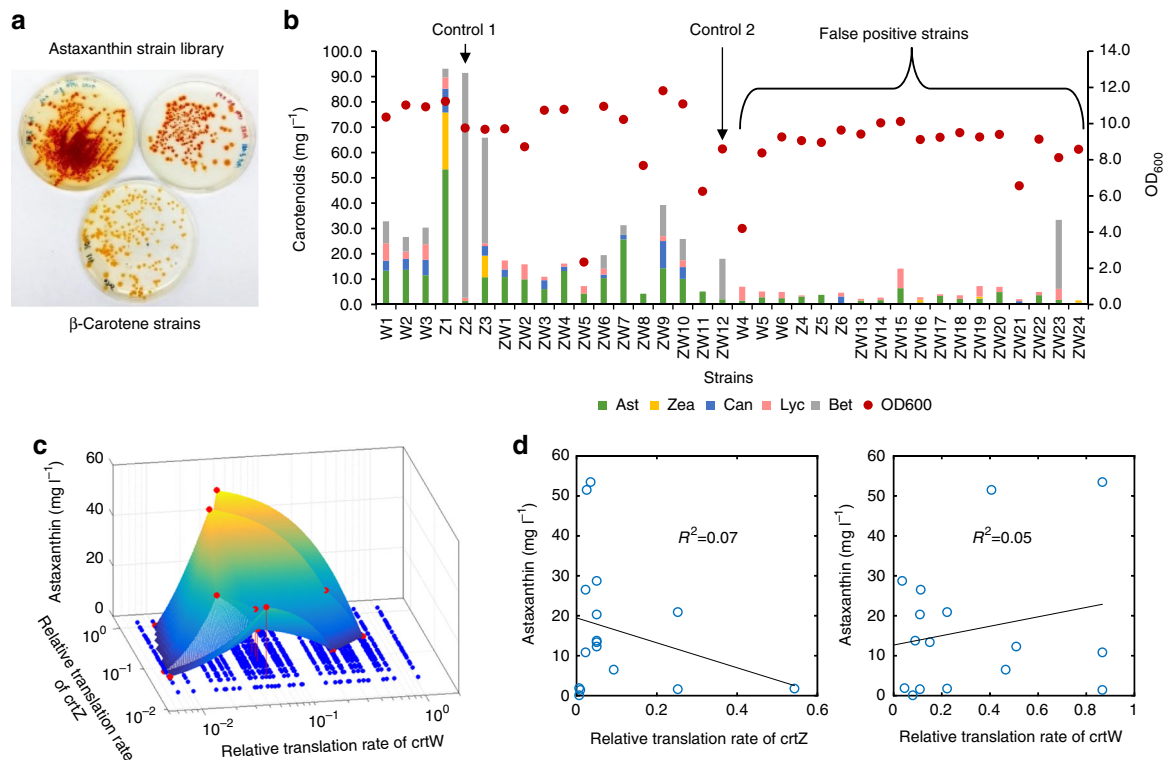 a
Astaxanthin strain library
β-Carotene strains
b
Control 1
Control 2
False positive strains
Carotenoids (mg l−1)
100.0
90.0
80.0
70.0
60.0
50.0
40.0
30.0
20.0
10.0
0.0
14.0
12.0
10.0
8.0
6.0
4.0
2.0
0.0
OD600
W1 W2 W3 Z1 Z2 Z3 ZW1 ZW2 ZW3 ZW4 ZW5 ZW6 ZW7 ZW8 ZW9 ZW10 ZW11 ZW12 W4 W5 W6 Z4 Z5 Z6 ZW13 ZW14 ZW15 ZW16 ZW17 ZW18 ZW19 ZW20 ZW21 ZW22 ZW23 ZW24
Strains
Ast Zea Can Lyc Bet OD600
c
Astaxanthin (mg l−1)
60
40
20
0
10^0
10^−1
10^−2
Relative translation rate
of crtZ
10^−2 10^−1 10^0
Relative translation rate of crtW
d
Astaxanthin (mg l−1)
60
50
40
30
20
10
0
R^2=0.07
0 0.2 0.4 0.6
Relative translation rate of crtZ
Astaxanthin (mg l−1)
60
50
40
30
20
10
0
R^2=0.05
0 0.2 0.4 0.6 0.8 1
Relative translation rate of crtW